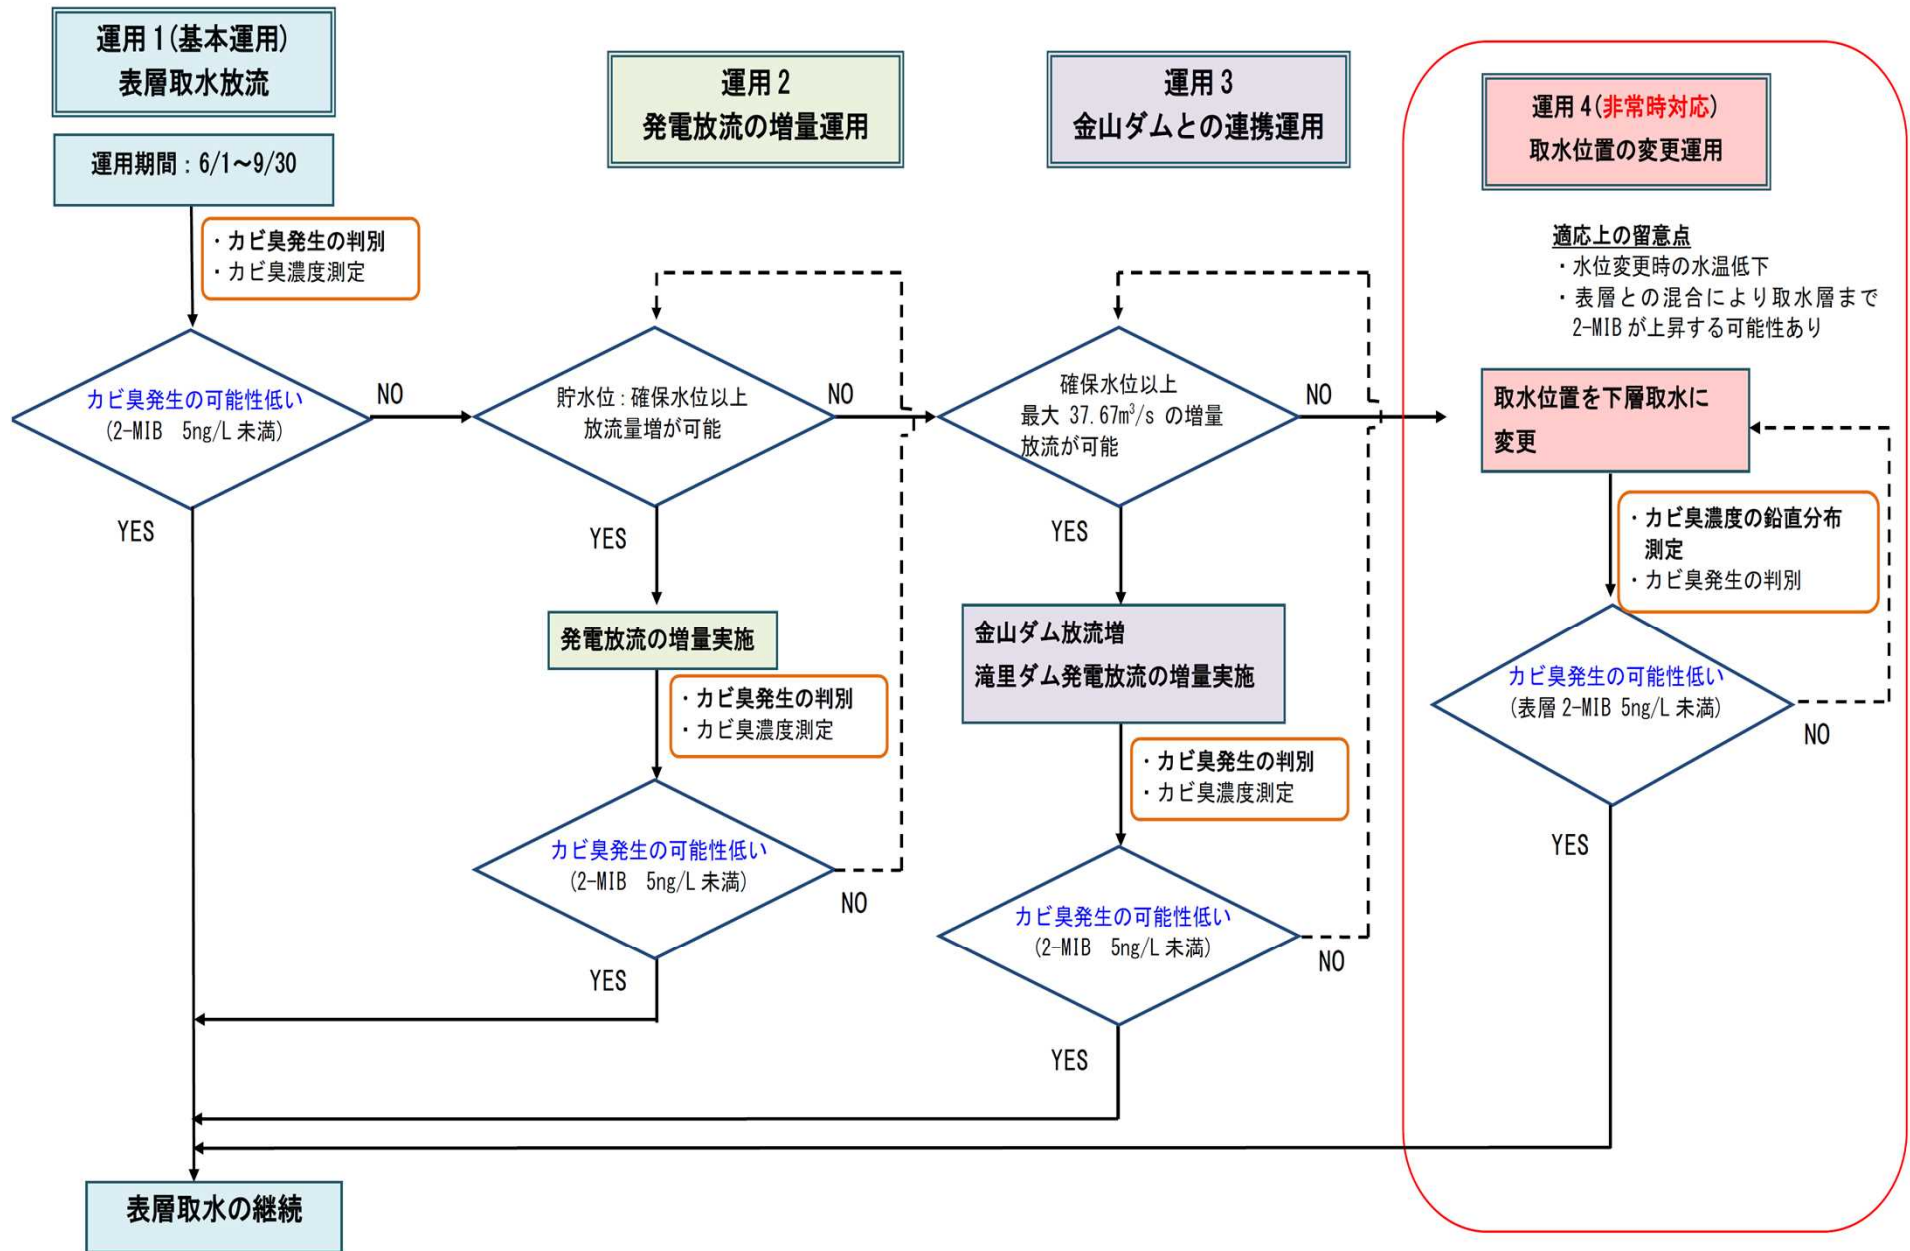 運用1(基本運用)
表層取水放流
運用期間：6/1～9/30
・カビ臭発生の判別
・カビ臭濃度測定
カビ臭発生の可能性低い
(2-MIB　5ng/L 未満)
NO
YES
運用2
発電放流の増量運用
貯水位：確保水位以上
放流量増が可能
NO
YES
発電放流の増量実施
・カビ臭発生の判別
・カビ臭濃度測定
カビ臭発生の可能性低い
(2-MIB　5ng/L 未満)
NO
YES
運用3
金山ダムとの連携運用
確保水位以上
最大 37.67m³/s の増量
放流が可能
NO
YES
金山ダム放流増
滝里ダム発電放流の増量実施
・カビ臭発生の判別
・カビ臭濃度測定
カビ臭発生の可能性低い
(2-MIB　5ng/L 未満)
NO
YES
運用4(非常時対応)
取水位置の変更運用
適応上の留意点
・水位変更時の水温低下
・表層との混合により取水層まで
2-MIB が上昇する可能性あり
取水位置を下層取水に
変更
・カビ臭濃度の鉛直分布
測定
・カビ臭発生の判別
カビ臭発生の可能性低い
(表層 2-MIB 5ng/L 未満)
NO
YES
表層取水の継続